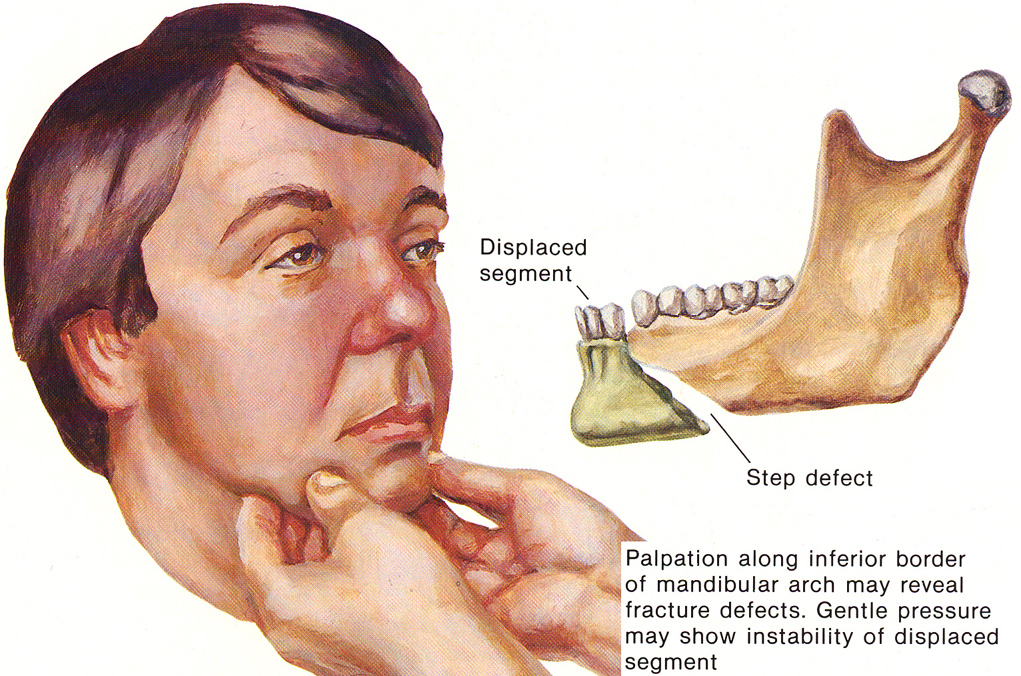 Displaced
segment
Step defect
Palpation along inferior border
of mandibular arch may reveal
fracture defects. Gentle pressure
may show instability of displaced
segment